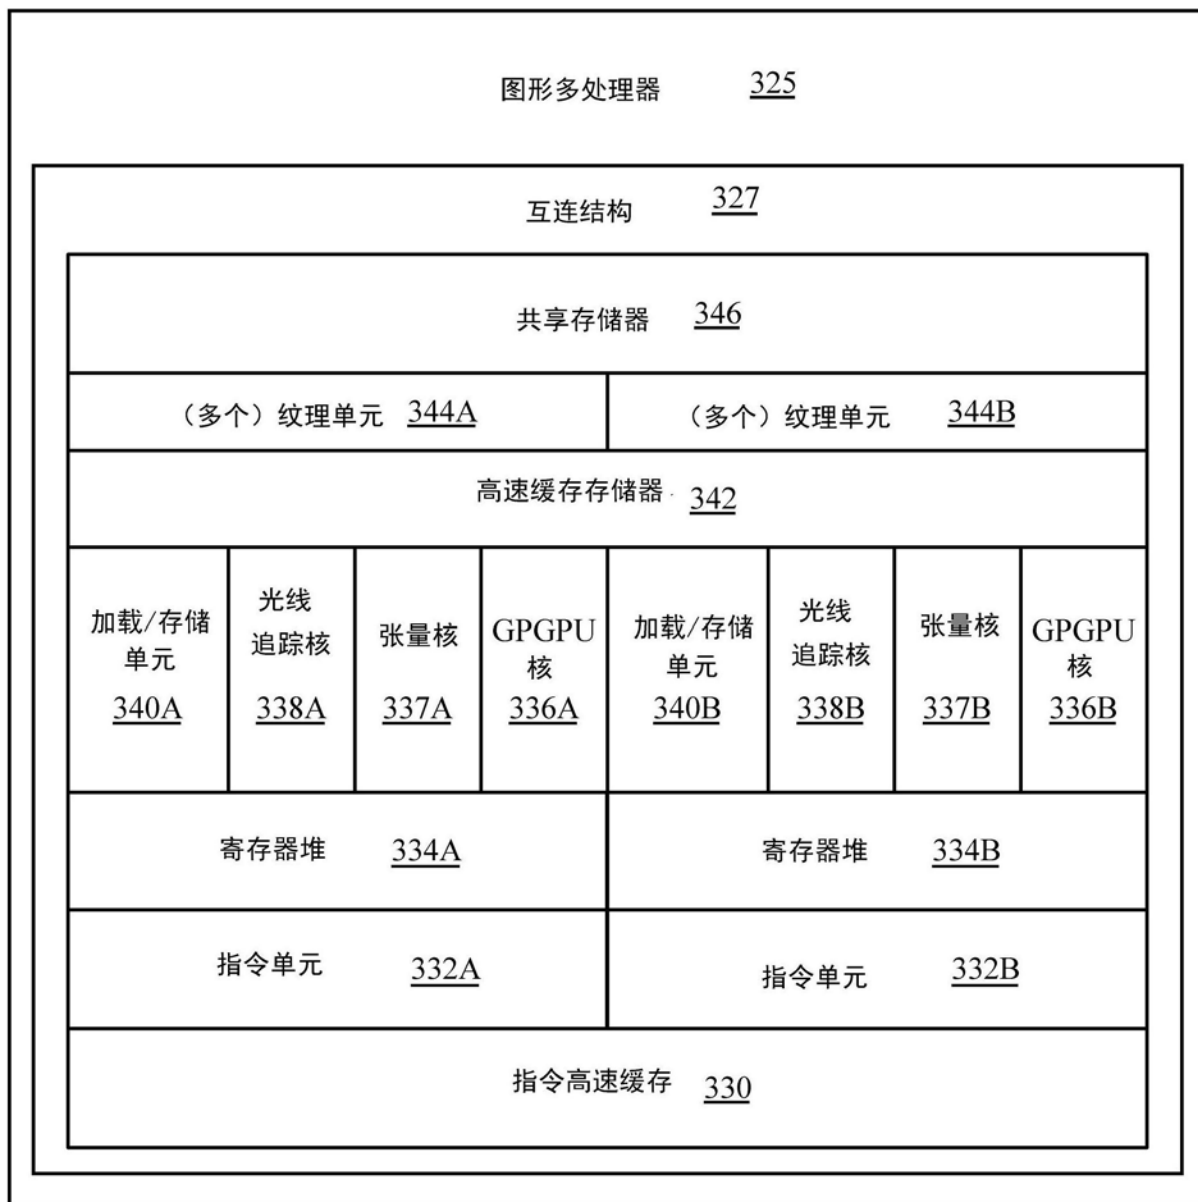 图形多处理器 325
互连结构 327
共享存储器 346
（多个）纹理单元 344A
（多个）纹理单元 344B
高速缓存存储器 342
加载/存储
单元
340A
光线
追踪核
338A
张量核
337A
GPGPU
核
336A
加载/存储
单元
340B
光线
追踪核
338B
张量核
337B
GPGPU
核
336B
寄存器堆 334A
寄存器堆 334B
指令单元 332A
指令单元 332B
指令高速缓存 330